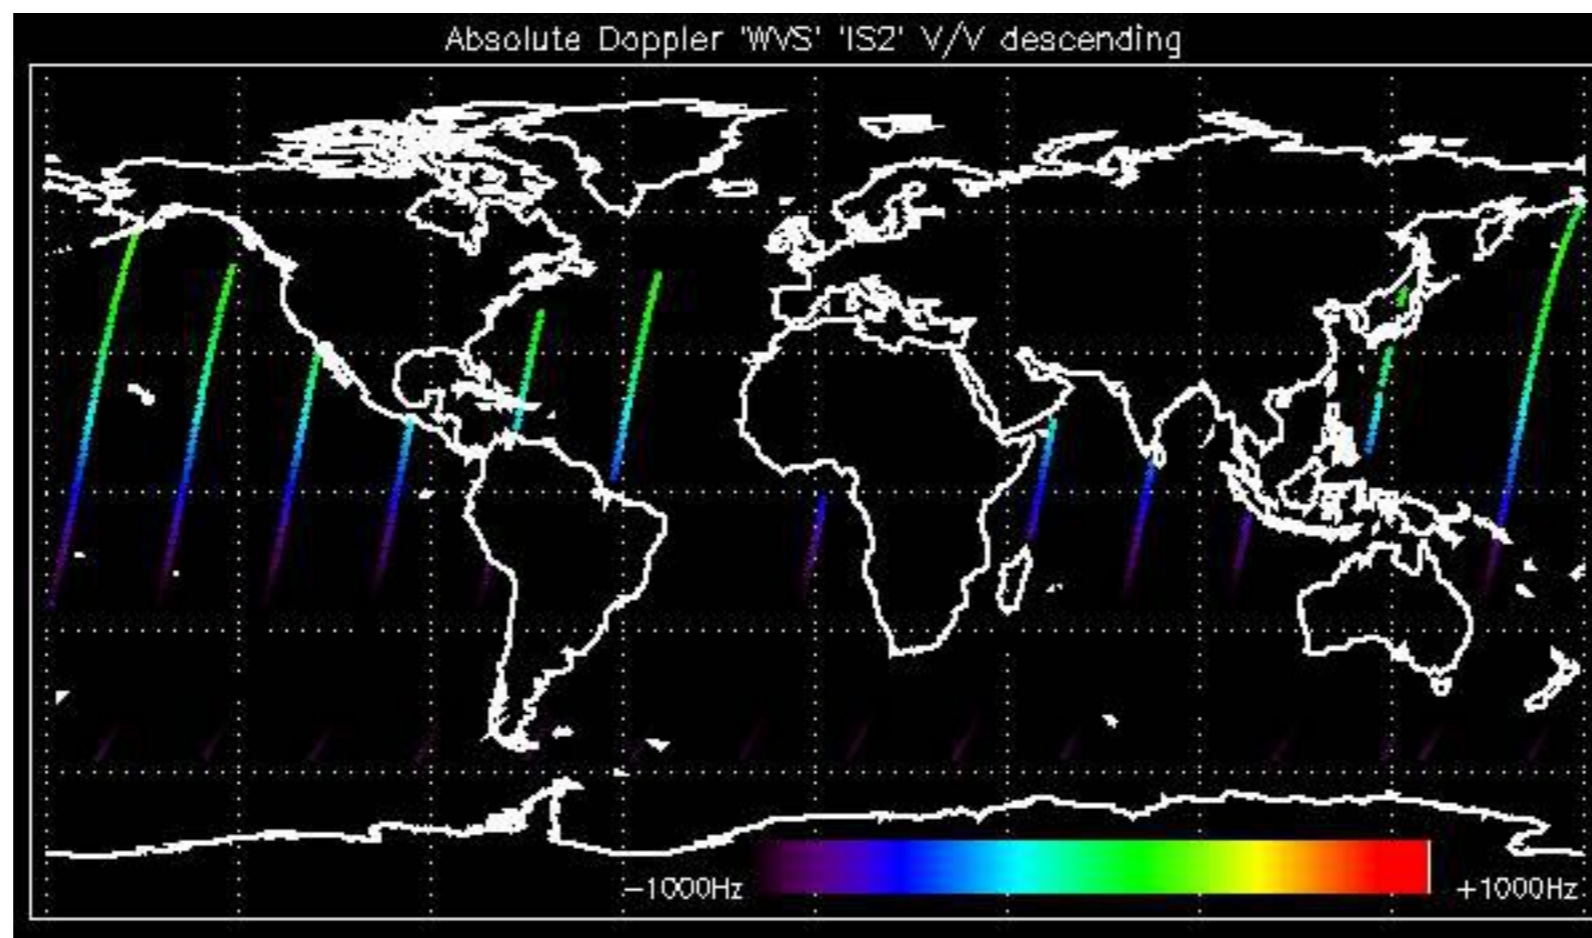 Absolute Doppler 'WVS' 'IS2' V/V descending
−1000Hz
+1000Hz